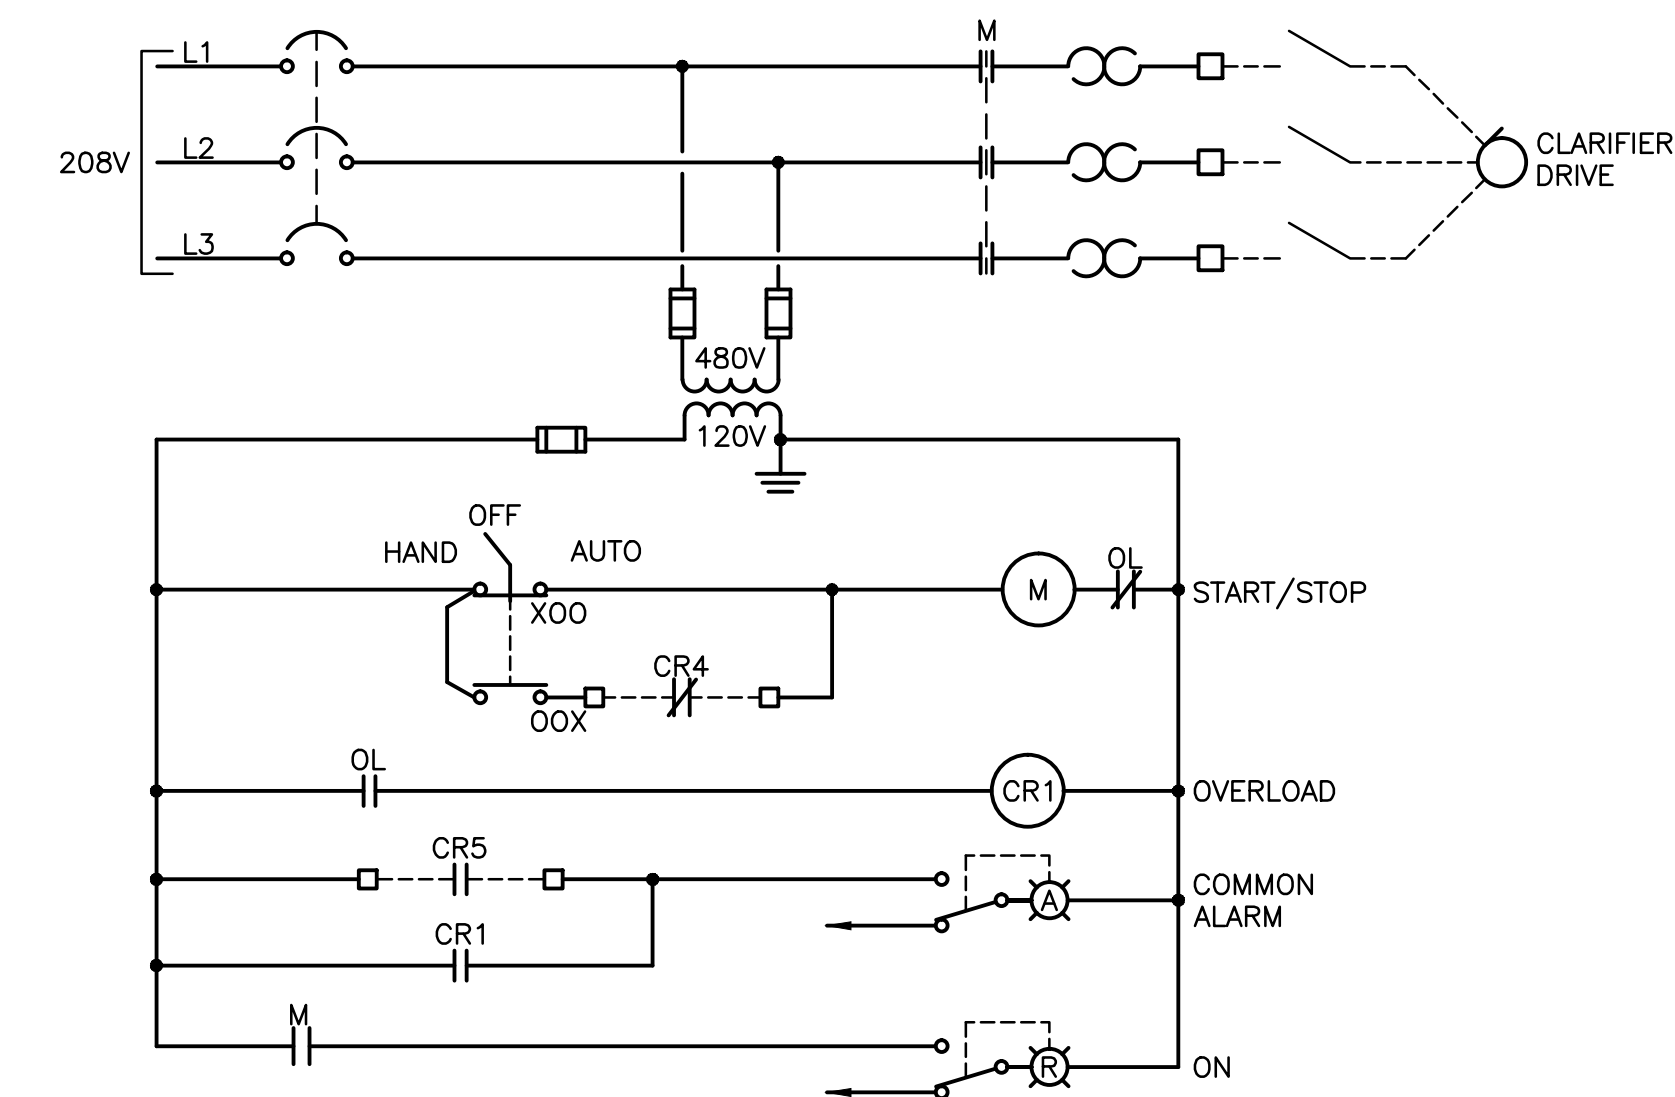 M
L1
L2
208V
CLARIFIER
DRIVE
L3
480V
120V
OFF
HAND
AUTO
OL
M
START/STOP
XOO
CR4
OOX
OL
CR1
OVERLOAD
CR5
A
COMMON
ALARM
CR1
M
R
ON